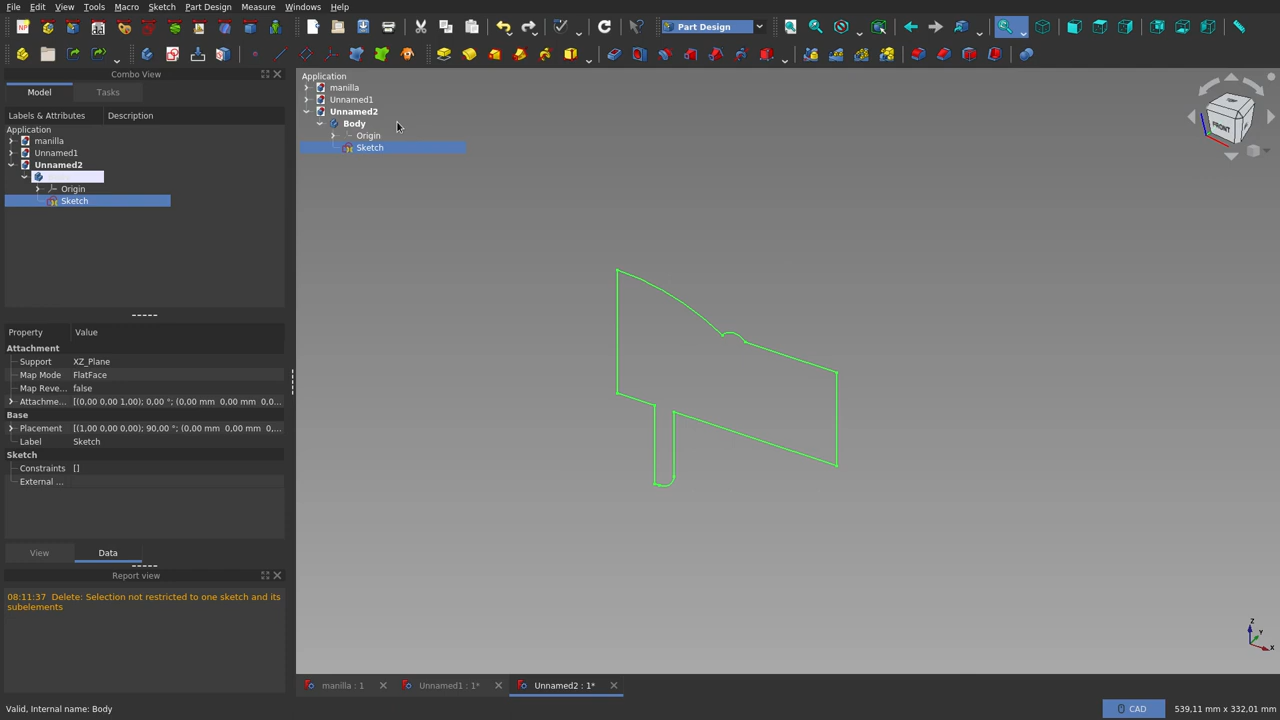 File Edit View Tools Macro Sketch Part Design Measure Windows Help
Part Design
Combo View
Model Tasks
Labels & Attributes Description
Application
manilla
Unnamed1
Unnamed2
Origin
Sketch
Property Value
Attachment
Support XZ_Plane
Map Mode FlatFace
Map Reve... false
Attachme... [(0,00 0,00 1,00); 0,00 °; (0,00 mm 0,00 mm 0,0...
Base
Placement [(1,00 0,00 0,00); 90,00 °; (0,00 mm 0,00 mm 0,...
Label Sketch
Sketch
Constraints []
External ...
View Data
Report view
08:11:37 Delete: Selection not restricted to one sketch and its
subelements
Application
manilla
Unnamed1
Unnamed2
Body
Origin
Sketch
FRONT
Z
Y
X
manilla : 1 Unnamed1 : 1* Unnamed2 : 1*
Valid, Internal name: Body CAD 539,11 mm x 332,01 mm